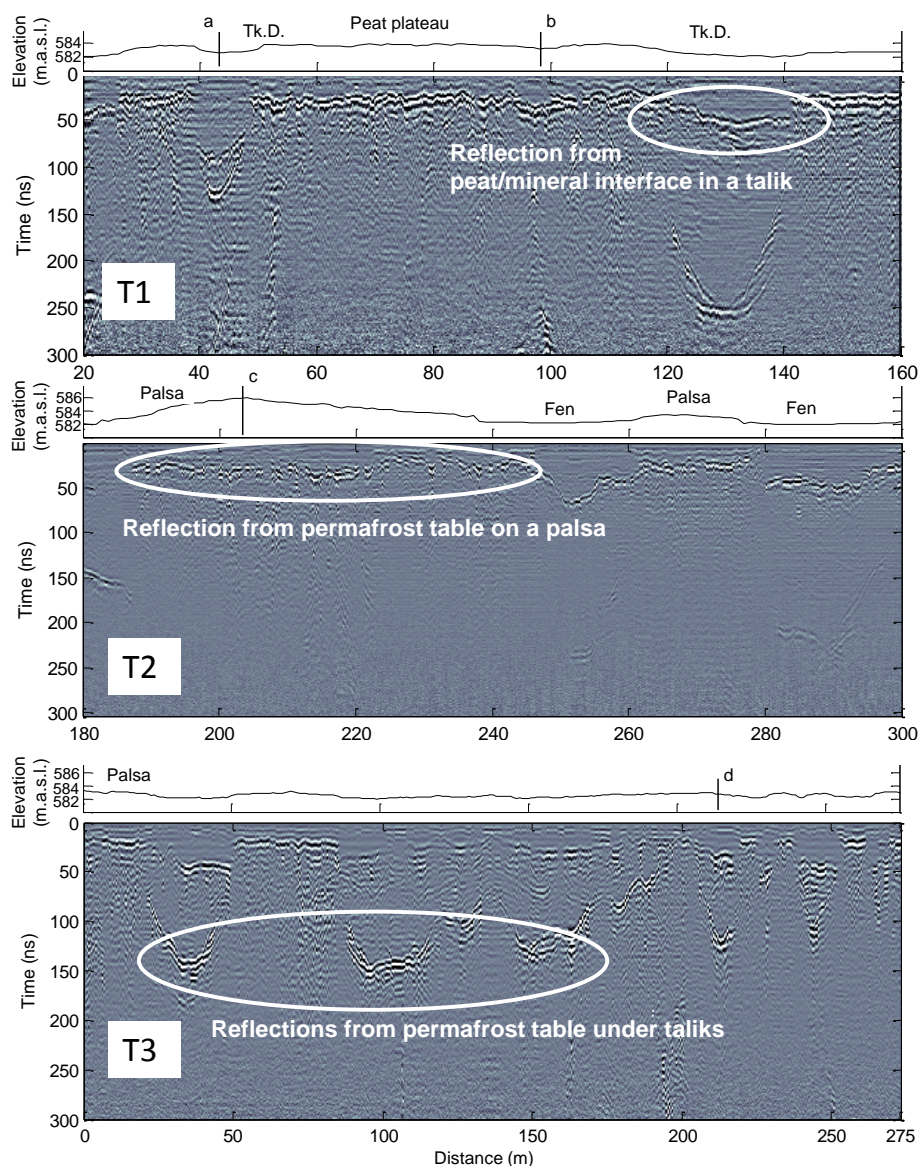 a b
Tk.D. Peat plateau Tk.D.
Elevation
(m.a.s.l.)
584
582
0
50
100
150
200
250
300
Time (ns)
Reflection from
peat/mineral interface in a talik
T1
20 40 60 80 100 120 140 160
Elevation
(m.a.s.l.)
586
584
582
Palsa c Fen Palsa Fen
50
100
150
200
250
300
Time (ns)
Reflection from permafrost table on a palsa
T2
180 200 220 240 260 280 300
Elevation
(m.a.s.l.)
586
584
582
Palsa d
0
50
100
150
200
250
300
Time (ns)
Reflections from permafrost table under taliks
T3
0 50 100 150 200 250 275
Distance (m)